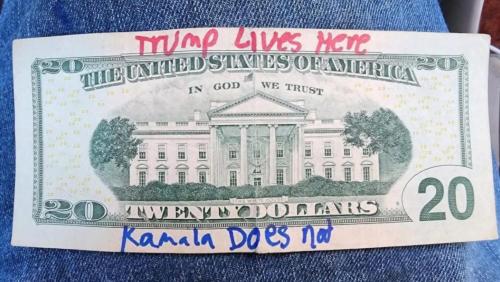 TRUMP LIVES HERE
20 THE UNITED STATES OF AMERICA 20
IN GOD WE TRUST
20 TWENTY DOLLARS 20
Kamala DOes not